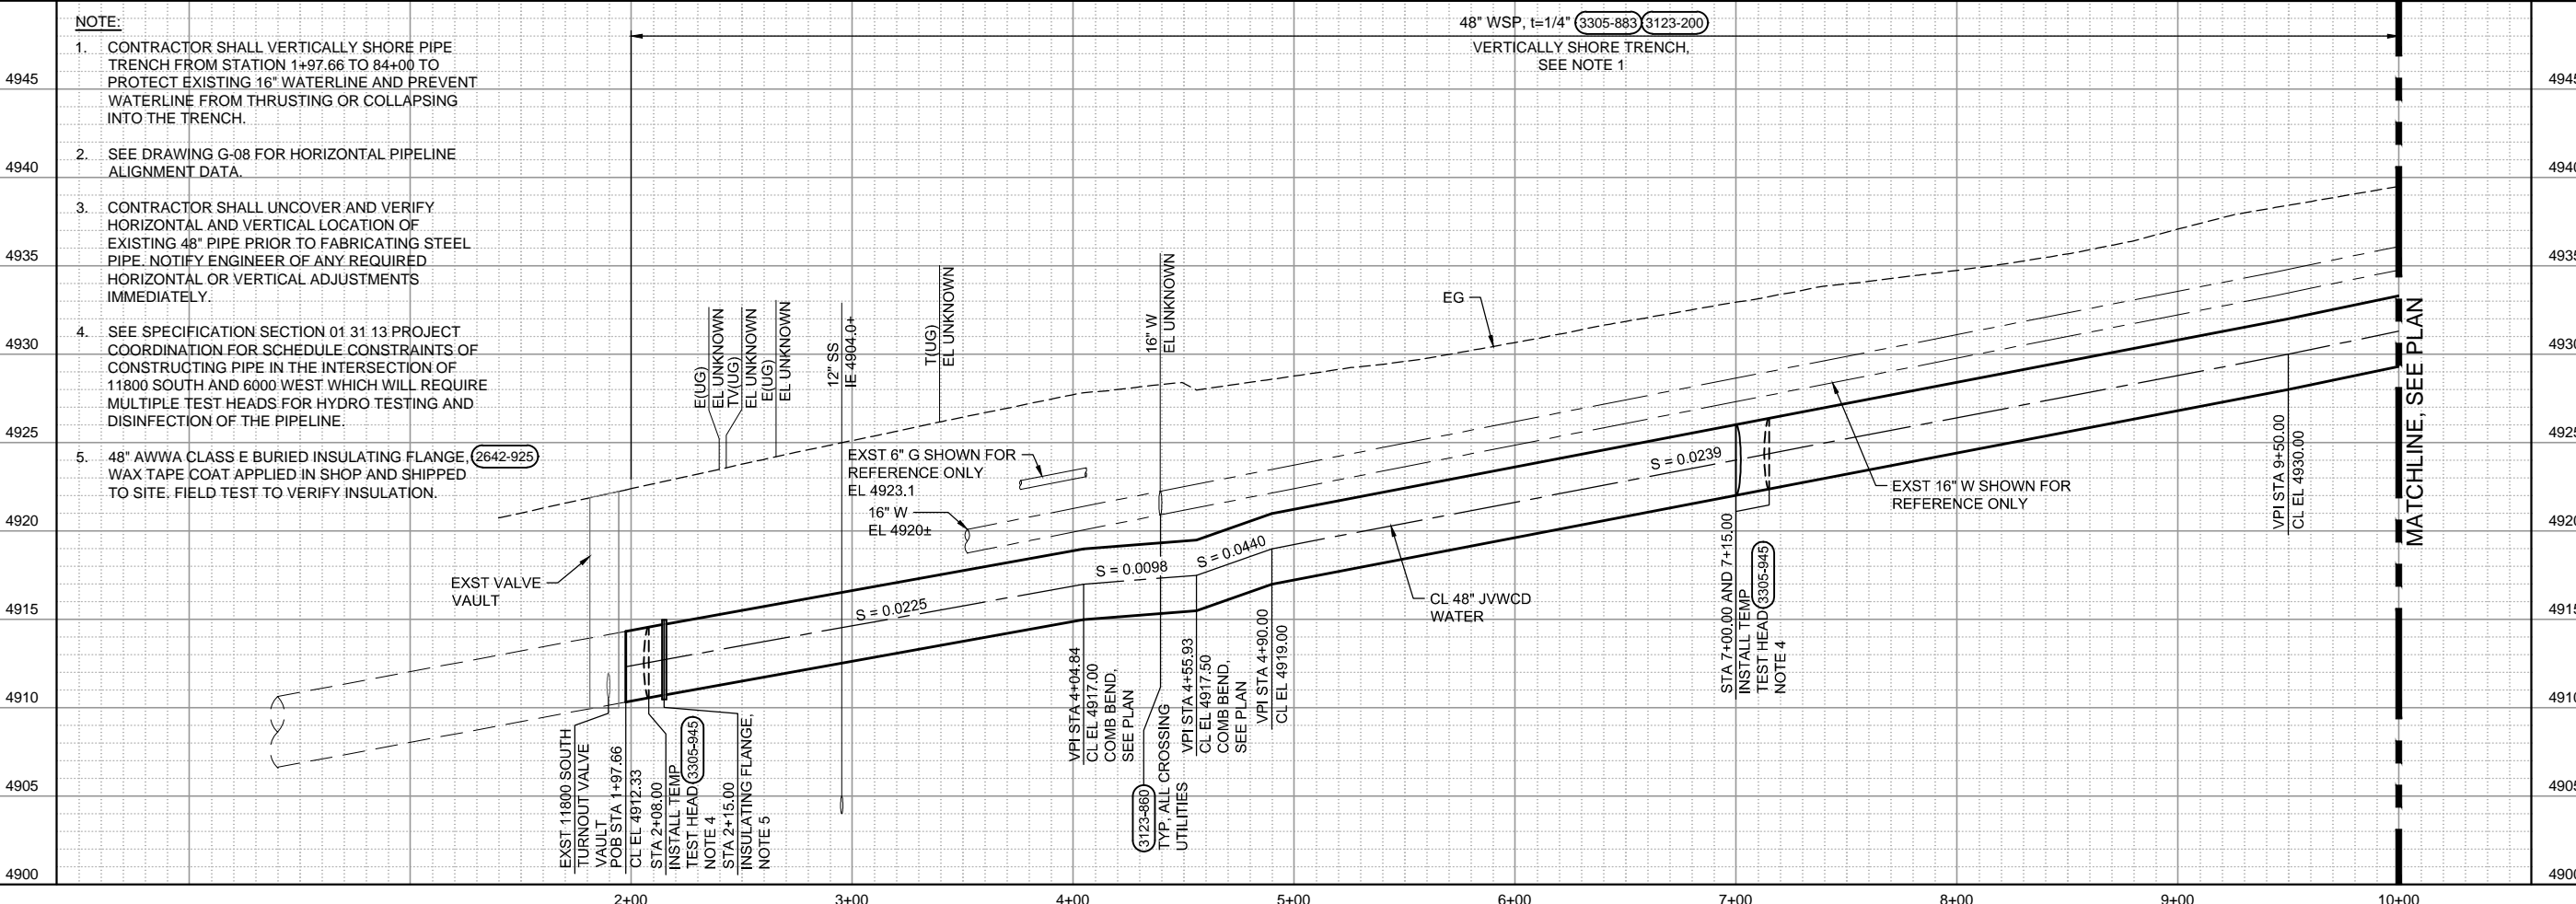 NOTE:
1. CONTRACTOR SHALL VERTICALLY SHORE PIPE
TRENCH FROM STATION 1+97.66 TO 84+00 TO
PROTECT EXISTING 16" WATERLINE AND PREVENT
WATERLINE FROM THRUSTING OR COLLAPSING
INTO THE TRENCH.
2. SEE DRAWING G-08 FOR HORIZONTAL PIPELINE
ALIGNMENT DATA.
3. CONTRACTOR SHALL UNCOVER AND VERIFY
HORIZONTAL AND VERTICAL LOCATION OF
EXISTING 48" PIPE PRIOR TO FABRICATING STEEL
PIPE. NOTIFY ENGINEER OF ANY REQUIRED
HORIZONTAL OR VERTICAL ADJUSTMENTS
IMMEDIATELY.
4. SEE SPECIFICATION SECTION 01 31 13 PROJECT
COORDINATION FOR SCHEDULE CONSTRAINTS OF
CONSTRUCTING PIPE IN THE INTERSECTION OF
11800 SOUTH AND 6000 WEST WHICH WILL REQUIRE
MULTIPLE TEST HEADS FOR HYDRO TESTING AND
DISINFECTION OF THE PIPELINE.
5. 48" AWWA CLASS E BURIED INSULATING FLANGE, 2642-925
WAX TAPE COAT APPLIED IN SHOP AND SHIPPED
TO SITE. FIELD TEST TO VERIFY INSULATION.
48" WSP, t=1/4" 3305-883 3123-200
VERTICALLY SHORE TRENCH,
SEE NOTE 1
4945
4940
4935
4930
4925
4920
4915
4910
4905
4900
E(UG)
EL UNKNOWN
TV(UG)
EL UNKNOWN
E(UG)
EL UNKNOWN
12" SS
IE 4904.0+
T(UG)
EL UNKNOWN
16" W
EL UNKNOWN
EG
EXST 6" G SHOWN FOR
REFERENCE ONLY
EL 4923.1
16" W
EL 4920±
EXST VALVE
VAULT
S = 0.0225
S = 0.0098
S = 0.0440
S = 0.0239
EXST 16" W SHOWN FOR
REFERENCE ONLY
CL 48" JVWCD
WATER
EXST 11800 SOUTH
TURNOUT VALVE
VAULT
POB STA 1+97.66
CL EL 4912.33
STA 2+08.00
INSTALL TEMP
TEST HEAD 3305-945
NOTE 4
STA 2+15.00
INSULATING FLANGE,
NOTE 5
VPI STA 4+04.84
CL EL 4917.00
COMB BEND,
SEE PLAN
3123-860
TYP, ALL CROSSING
UTILITIES
VPI STA 4+55.93
CL EL 4917.50
COMB BEND,
SEE PLAN
VPI STA 4+90.00
CL EL 4919.00
STA 7+00.00 AND 7+15.00
INSTALL TEMP
TEST HEAD 3305-945
NOTE 4
VPI STA 9+50.00
CL EL 4930.00
MATCHLINE, SEE PLAN
2+00 3+00 4+00 5+00 6+00 7+00 8+00 9+00 10+00